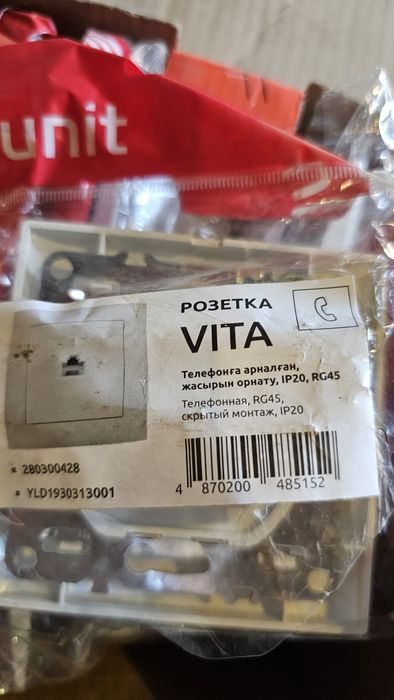 unit
РОЗЕТКА
VITA
Телефонға арналған,
жасырын орнату, IP20, RG45
Телефонная, RG45,
скрытый монтаж, IP20
280300428
YLD1930313001
4 870200 485152